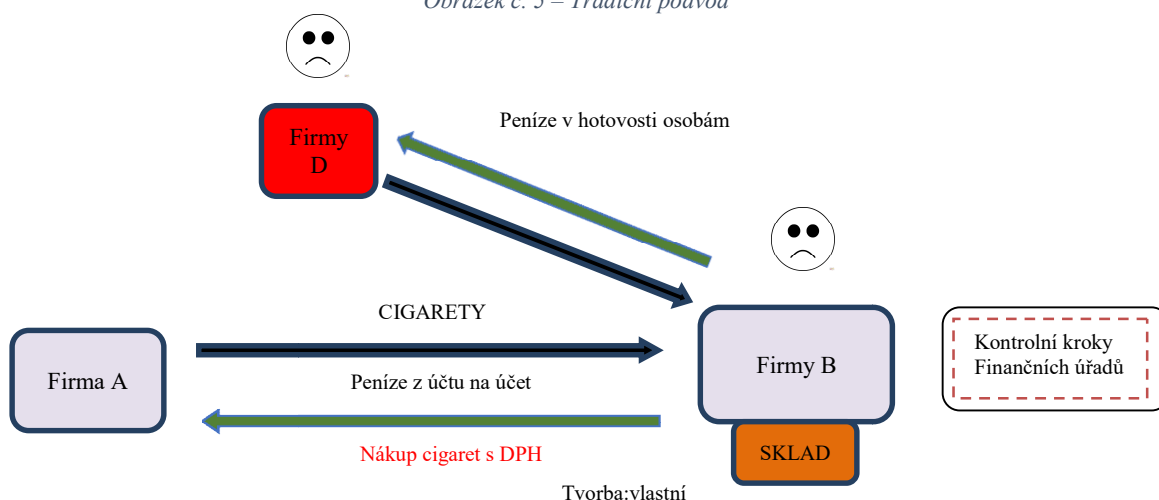 Obrázek č. 5 – Tradiční podvod
Firmy
D
Peníze v hotovosti osobám
CIGARETY
Firma A
Peníze z účtu na účet
Firmy B
Kontrolní kroky
Finančních úřadů
Nákup cigaret s DPH
SKLAD
Tvorba:vlastní